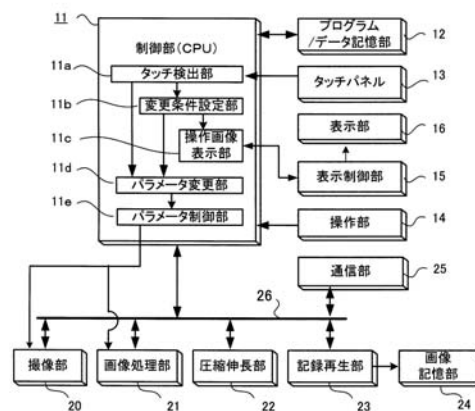 11
制御部(CPU)
11a
タッチ検出部
11b
変更条件設定部
11c
操作画像
表示部
11d
パラメータ変更部
11e
パラメータ制御部
プログラム
/データ記憶部
12
タッチパネル
13
表示部
16
表示制御部
15
操作部
14
通信部
25
26
撮像部
20
画像処理部
21
圧縮伸長部
22
記録再生部
23
画像
記憶部
24